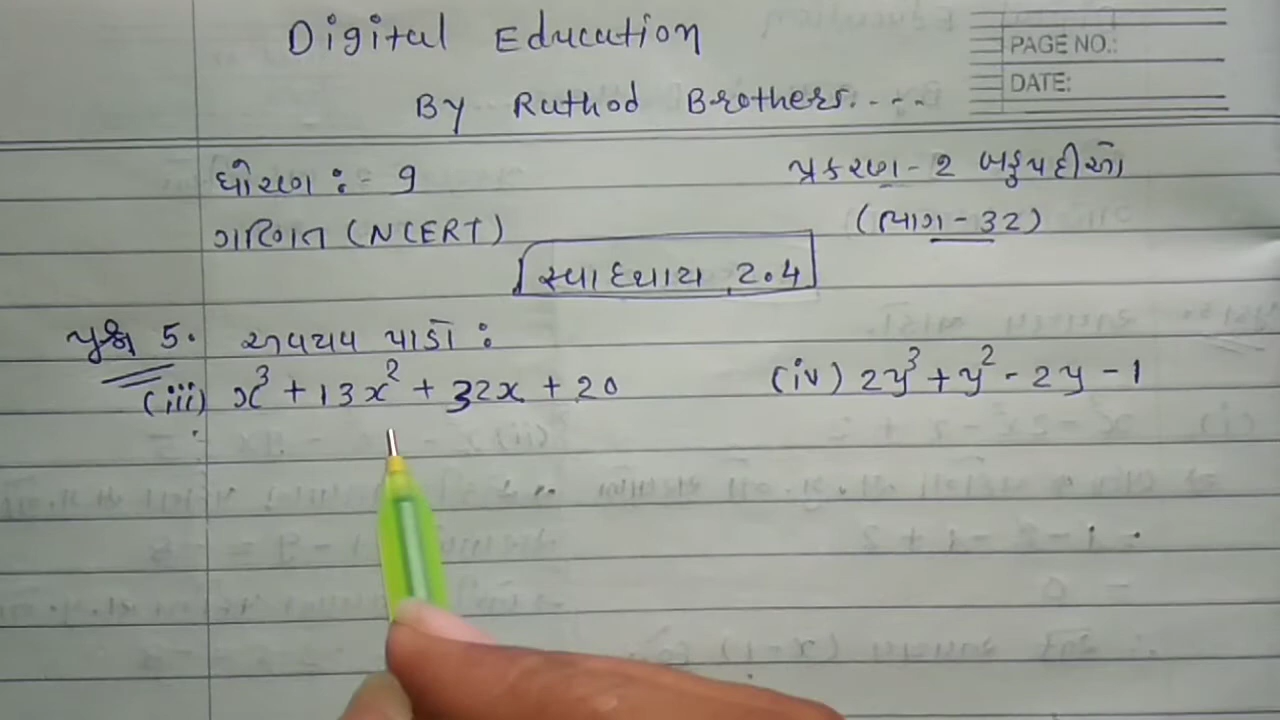 Digital Education
PAGE NO.:
DATE:
By Rathod Brothers....
ધોરણ :- 9
પ્રકરણ - 2 બહુપદીઓ
ગણિત (NCERT)
(ભાગ - 32)
સ્વાધ્યાય 2.4
પ્રશ્ન 5. અવયવ પાડો :
(iii) x³ + 13x² + 32x + 20
(iv) 2y³ + y² - 2y - 1